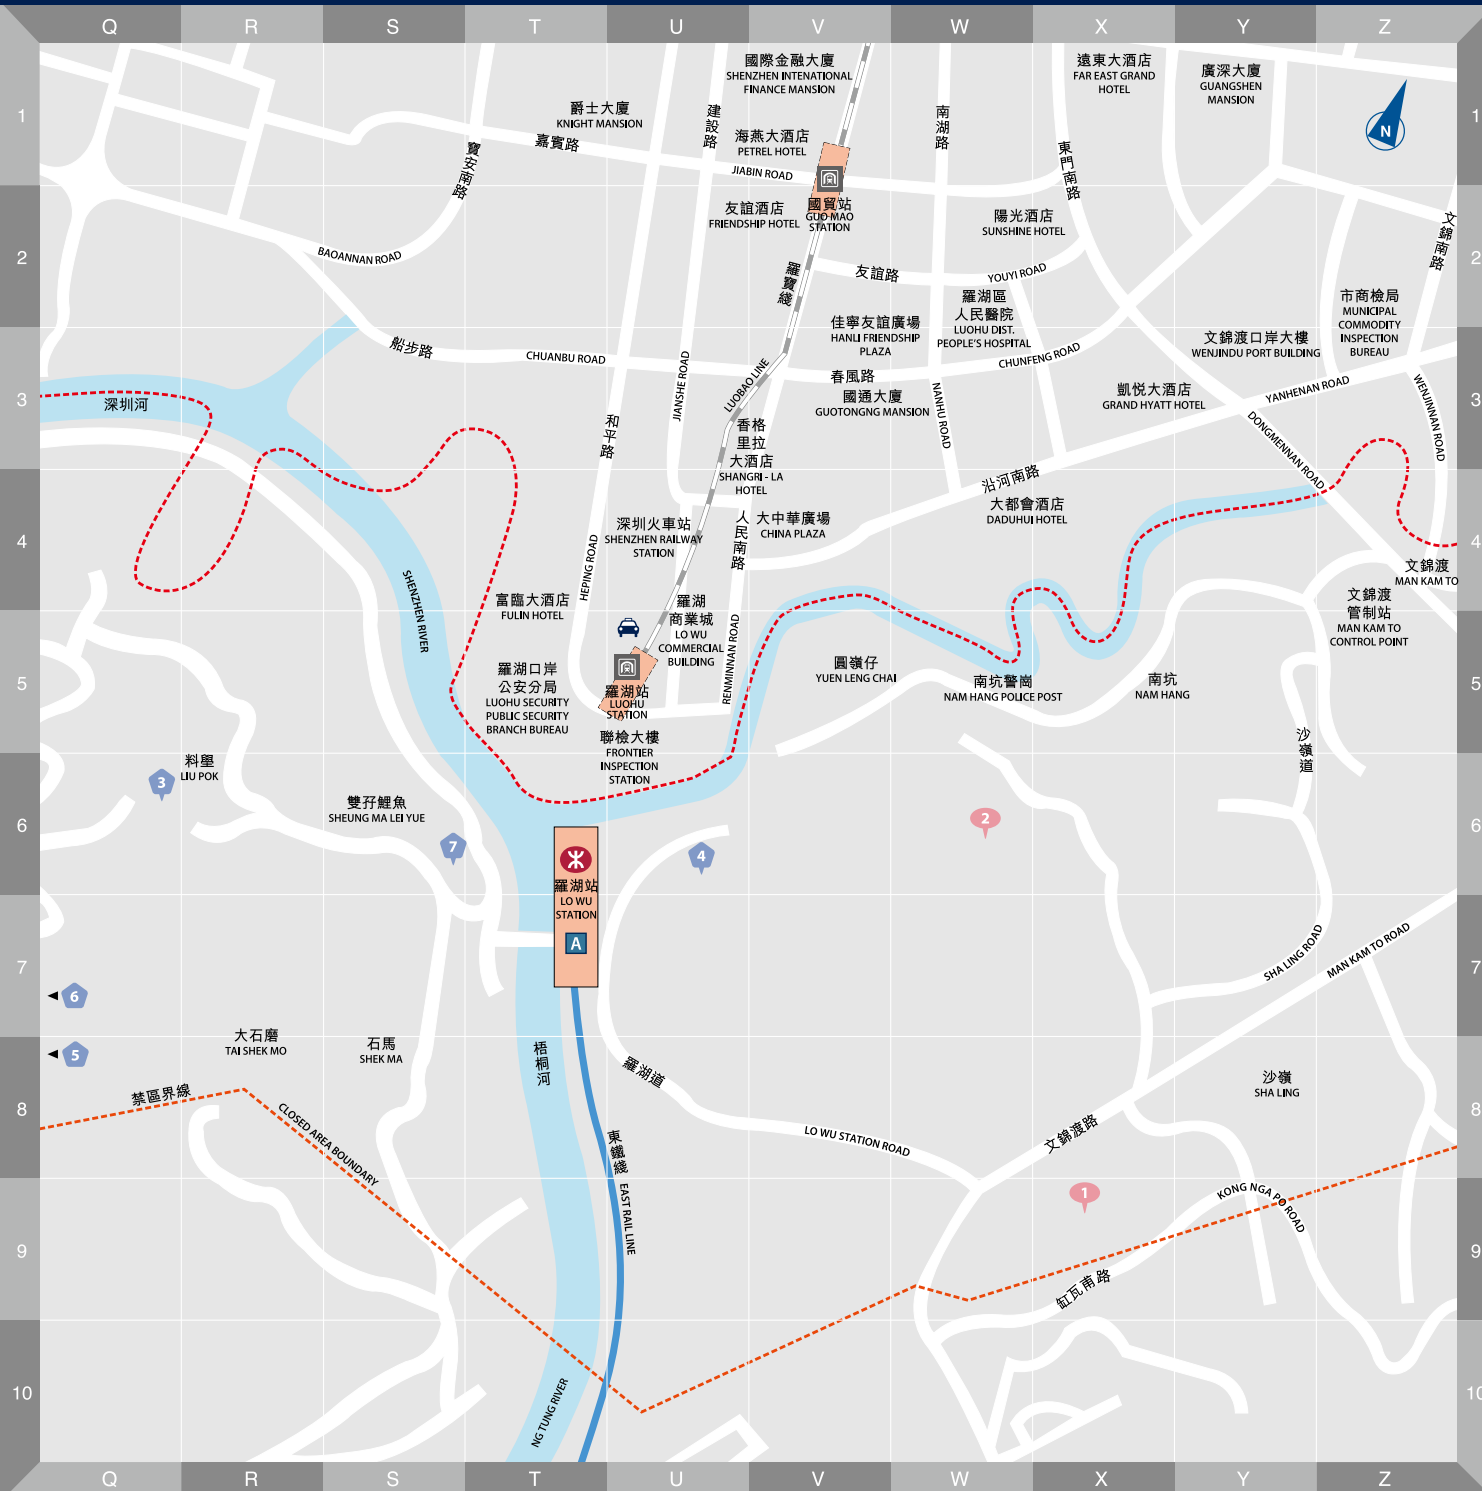 Q R S T U V W X Y Z
1
國際金融大廈
SHENZHEN INTENATIONAL
FINANCE MANSION
遠東大酒店
FAR EAST GRAND
HOTEL
廣深大廈
GUANGSHEN
MANSION
N
爵士大廈
KNIGHT MANSION
建設路
南湖路
海燕大酒店
PETREL HOTEL
嘉賓路
JIABIN ROAD
寶安南路
東門南路
1
2
友誼酒店
FRIENDSHIP HOTEL
國貿站
GUO MAO
STATION
陽光酒店
SUNSHINE HOTEL
文錦南路
BAOANNAN ROAD
羅寶綫
友誼路
YOUYI ROAD
羅湖區
人民醫院
LUOHU DIST.
PEOPLE'S HOSPITAL
市商檢局
MUNICIPAL
COMMODITY
INSPECTION
BUREAU
2
佳寧友誼廣場
HANLI FRIENDSHIP
PLAZA
文錦渡口岸大樓
WENJINDU PORT BUILDING
船步路
CHUANBU ROAD
CHUNFENG ROAD
3
深圳河
JIANSHE ROAD
LUOBAO LINE
春風路
國通大廈
GUOTONGNG MANSION
NANHU ROAD
凱悦大酒店
GRAND HYATT HOTEL
YANHENAN ROAD
WENJINNAN ROAD
DONGMENNAN ROAD
3
和平路
香格
里拉
大酒店
SHANGRI - LA
HOTEL
沿河南路
大都會酒店
DADUHUI HOTEL
4
深圳火車站
SHENZHEN RAILWAY
STATION
人民南路
大中華廣場
CHINA PLAZA
4
SHENZHEN RIVER
HEPING ROAD
文錦渡
MAN KAM TO
富臨大酒店
FULIN HOTEL
羅湖
商業城
LO WU
COMMERCIAL
BUILDING
RENMINNAN ROAD
文錦渡
管制站
MAN KAM TO
CONTROL POINT
5
羅湖口岸
公安分局
LUOHU SECURITY
PUBLIC SECURITY
BRANCH BUREAU
羅湖站
LUOHU
STATION
圓嶺仔
YUEN LENG CHAI
南坑警崗
NAM HANG POLICE POST
南坑
NAM HANG
5
聯檢大樓
FRONTIER
INSPECTION
STATION
沙嶺道
料壆
LIU POK
3
雙孖鯉魚
SHEUNG MA LEI YUE
6
7
4
2
6
羅湖站
LO WU
STATION
A
7
SHA LING ROAD
MAN KAM TO ROAD
7
6
大石磨
TAI SHEK MO
石馬
SHEK MA
5
梧桐河
羅湖道
沙嶺
SHA LING
8
禁區界線
CLOSED AREA BOUNDARY
東鐵綫
EAST RAIL LINE
LO WU STATION ROAD
文錦渡路
8
1
KONG NGA PO ROAD
9
缸瓦甫路
9
10
NG TUNG RIVER
10
Q R S T U V W X Y Z